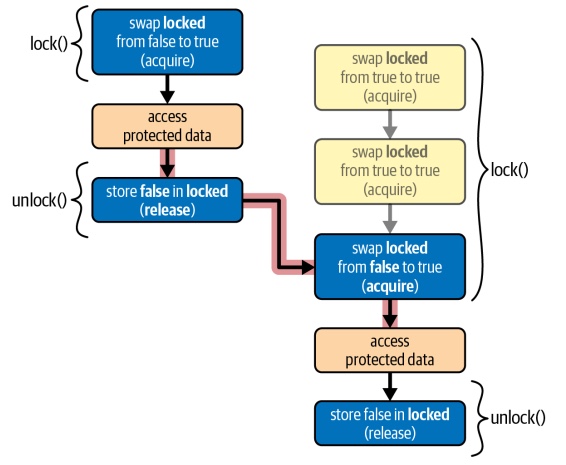 lock()
swap locked
from false to true
(acquire)
access
protected data
unlock()
store false in locked
(release)
swap locked
from true to true
(acquire)
swap locked
from true to true
(acquire)
lock()
swap locked
from false to true
(acquire)
access
protected data
store false in locked
(release)
unlock()